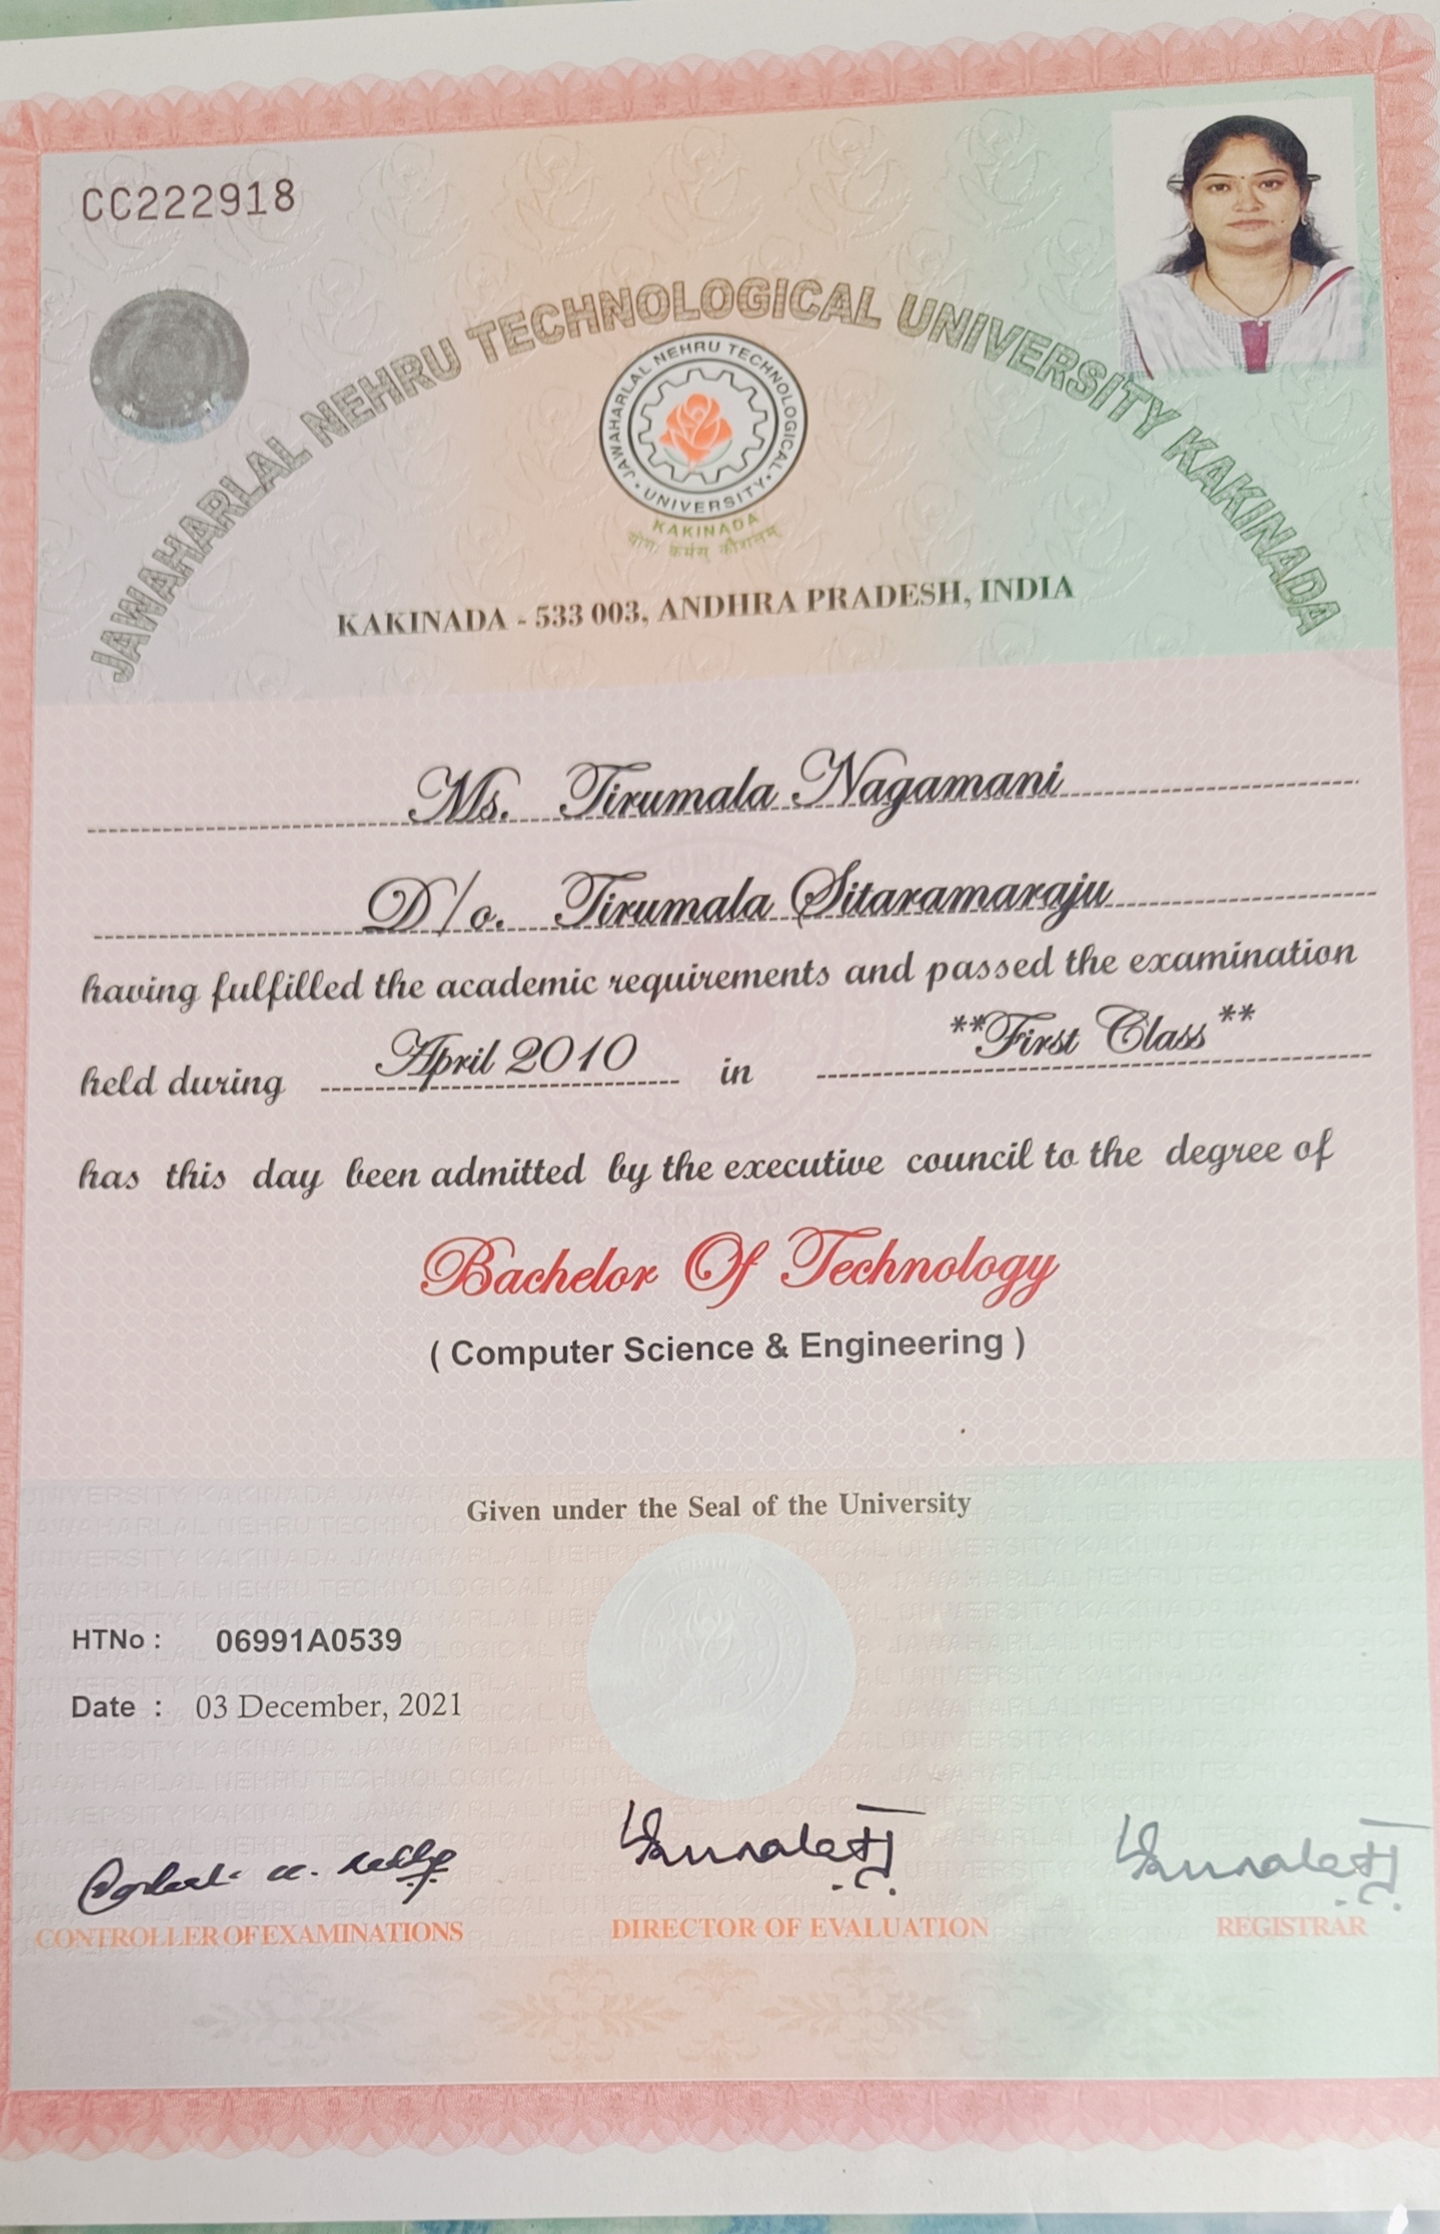 CC222918
JAWAHARLAL NEHRU TECHNOLOGICAL UNIVERSITY KAKINADA
JAWAHARLAL NEHRU TECHNOLOGICAL
UNIVERSITY
KAKINADA
KAKINADA - 533 003, ANDHRA PRADESH, INDIA
Ms. Tirumala Nagamani
D/o. Tirumala Sitaramaraju
having fulfilled the academic requirements and passed the examination
held during April 2010 in **First Class**
has this day been admitted by the executive council to the degree of
Bachelor Of Technology
( Computer Science & Engineering )
Given under the Seal of the University
HTNo : 06991A0539
Date : 03 December, 2021
CONTROLLER OF EXAMINATIONS DIRECTOR OF EVALUATION REGISTRAR